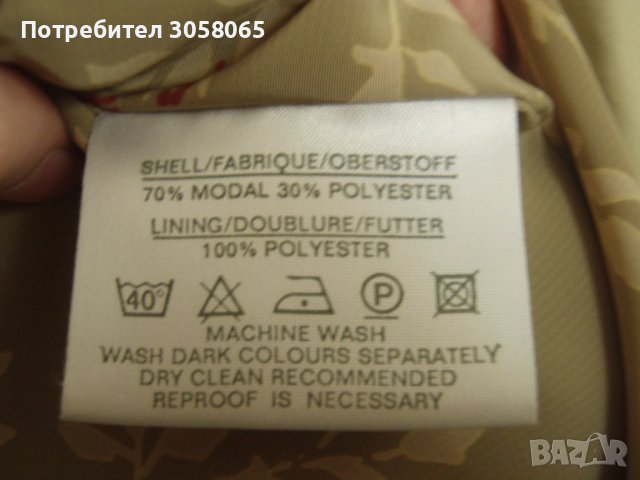 Потребител 3058065
SHELL/FABRIQUE/OBERSTOFF
70% MODAL 30% POLYESTER
LINING/DOUBLURE/FUTTER
100% POLYESTER
40° P
MACHINE WASH
WASH DARK COLOURS SEPARATELY
DRY CLEAN RECOMMENDED
REPROOF IS NECESSARY
BAZAR